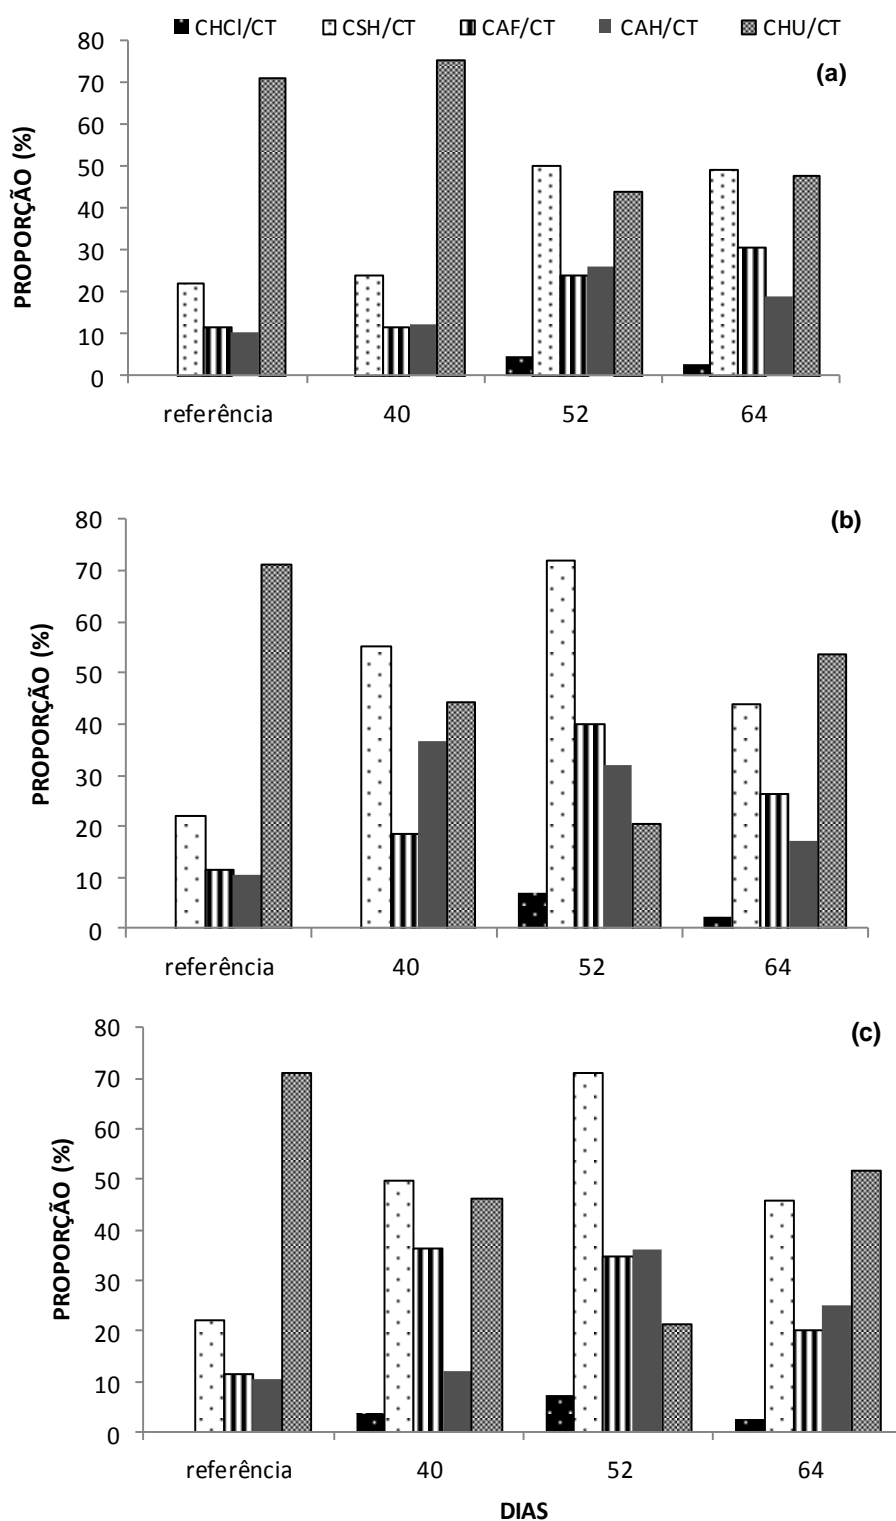 CHCl/CT CSH/CT CAF/CT CAH/CT CHU/CT
(a)
PROPORÇÃO (%)
80
70
60
50
40
30
20
10
0
referência 40 52 64
(b)
PROPORÇÃO (%)
80
70
60
50
40
30
20
10
0
referência 40 52 64
(c)
PROPORÇÃO (%)
80
70
60
50
40
30
20
10
0
referência 40 52 64
DIAS